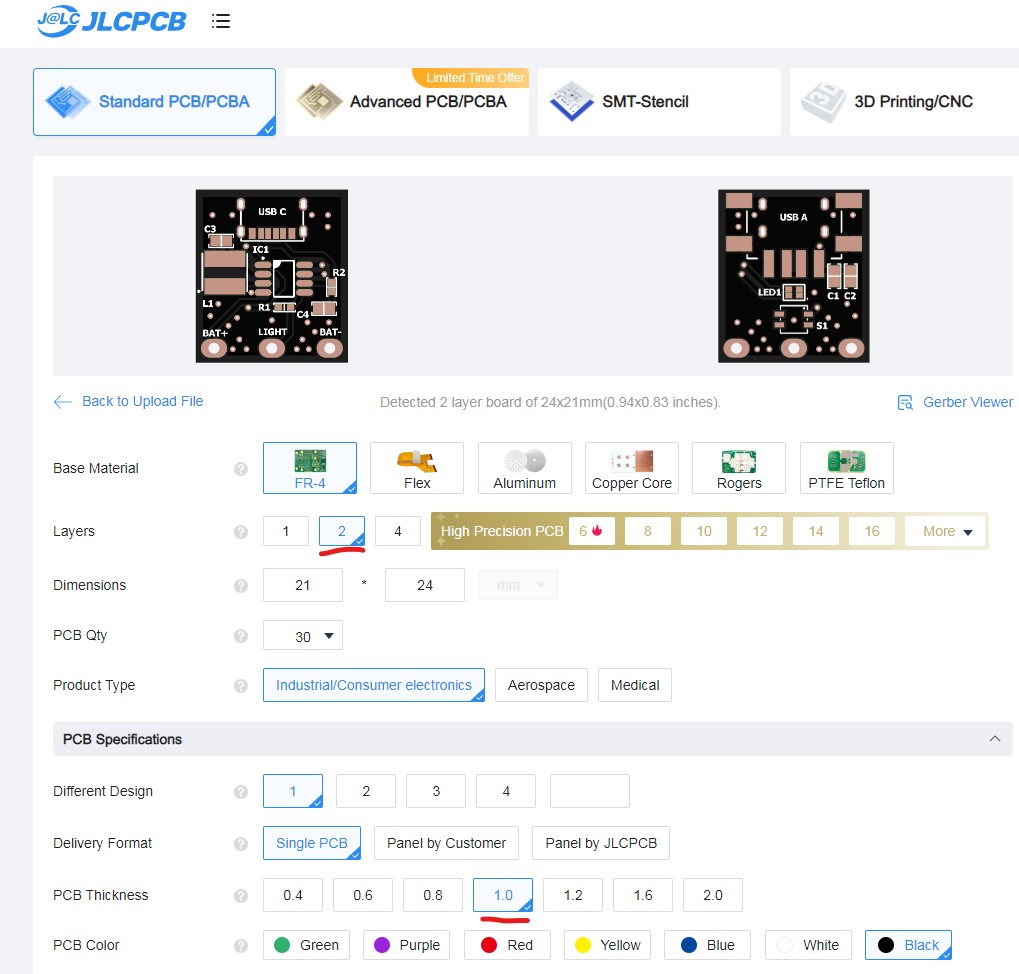 J@LC JLCPCB
Limited Time Offer
Standard PCB/PCBA Advanced PCB/PCBA SMT-Stencil 3D Printing/CNC
USB C
C3
IC1
R2
L1
R1 C4
BAT+ LIGHT BAT-
USB A
LED1 C1 C2
S1
Back to Upload File Detected 2 layer board of 24x21mm(0.94x0.83 inches). Gerber Viewer
Base Material ? FR-4 Flex Aluminum Copper Core Rogers PTFE Teflon
Layers ? 1 2 4 High Precision PCB 6 8 10 12 14 16 More
Dimensions ? 21 * 24 mm
PCB Qty ? 30
Product Type ? Industrial/Consumer electronics Aerospace Medical
PCB Specifications
Different Design ? 1 2 3 4
Delivery Format ? Single PCB Panel by Customer Panel by JLCPCB
PCB Thickness ? 0.4 0.6 0.8 1.0 1.2 1.6 2.0
PCB Color ? Green Purple Red Yellow Blue White Black